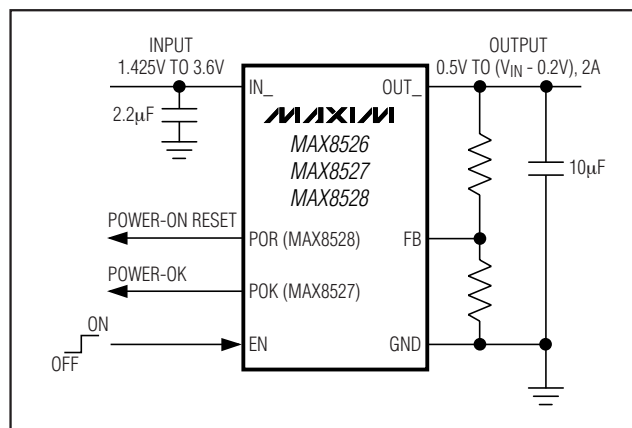 INPUT
1.425V TO 3.6V
OUTPUT
0.5V TO (VIN - 0.2V), 2A
IN_
OUT_
2.2µF
MAXIM
MAX8526
MAX8527
MAX8528
10µF
POWER-ON RESET
POR (MAX8528)
FB
POWER-OK
POK (MAX8527)
ON
OFF
EN
GND